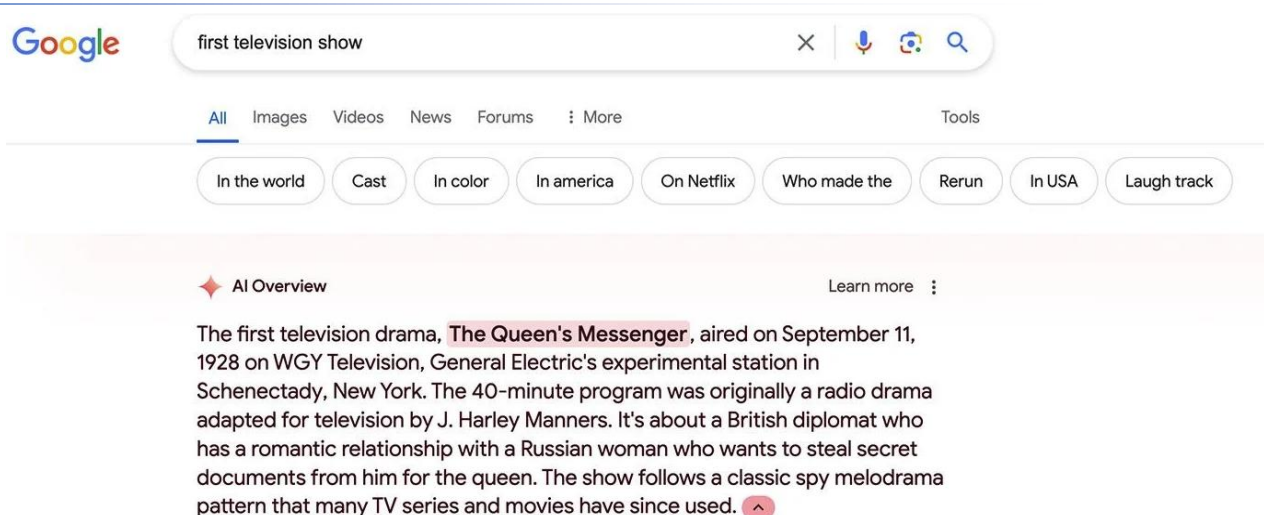 Google
first television show
All Images Videos News Forums More Tools
In the world Cast In color In america On Netflix Who made the Rerun In USA Laugh track
AI Overview Learn more
The first television drama, The Queen's Messenger, aired on September 11,
1928 on WGY Television, General Electric's experimental station in
Schenectady, New York. The 40-minute program was originally a radio drama
adapted for television by J. Harley Manners. It's about a British diplomat who
has a romantic relationship with a Russian woman who wants to steal secret
documents from him for the queen. The show follows a classic spy melodrama
pattern that many TV series and movies have since used.